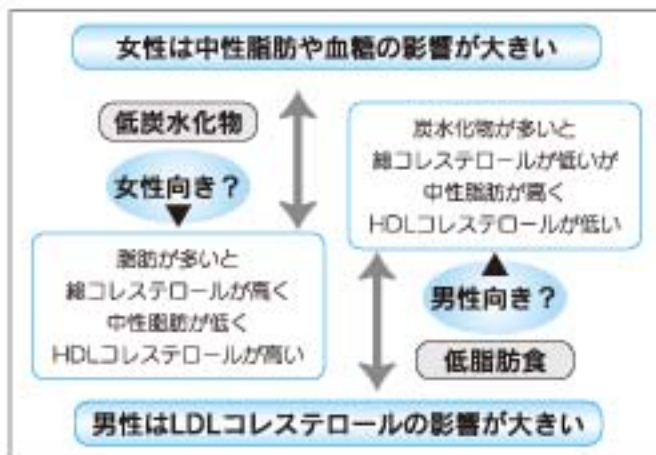 女性は中性脂肪や血糖の影響が大きい
低炭水化物
女性向き？
脂肪が多いと
総コレステロールが高く
中性脂肪が低く
HDLコレステロールが高い
炭水化物が多いと
総コレステロールが低いが
中性脂肪が高く
HDLコレステロールが低い
男性向き？
低脂肪食
男性はLDLコレステロールの影響が大きい